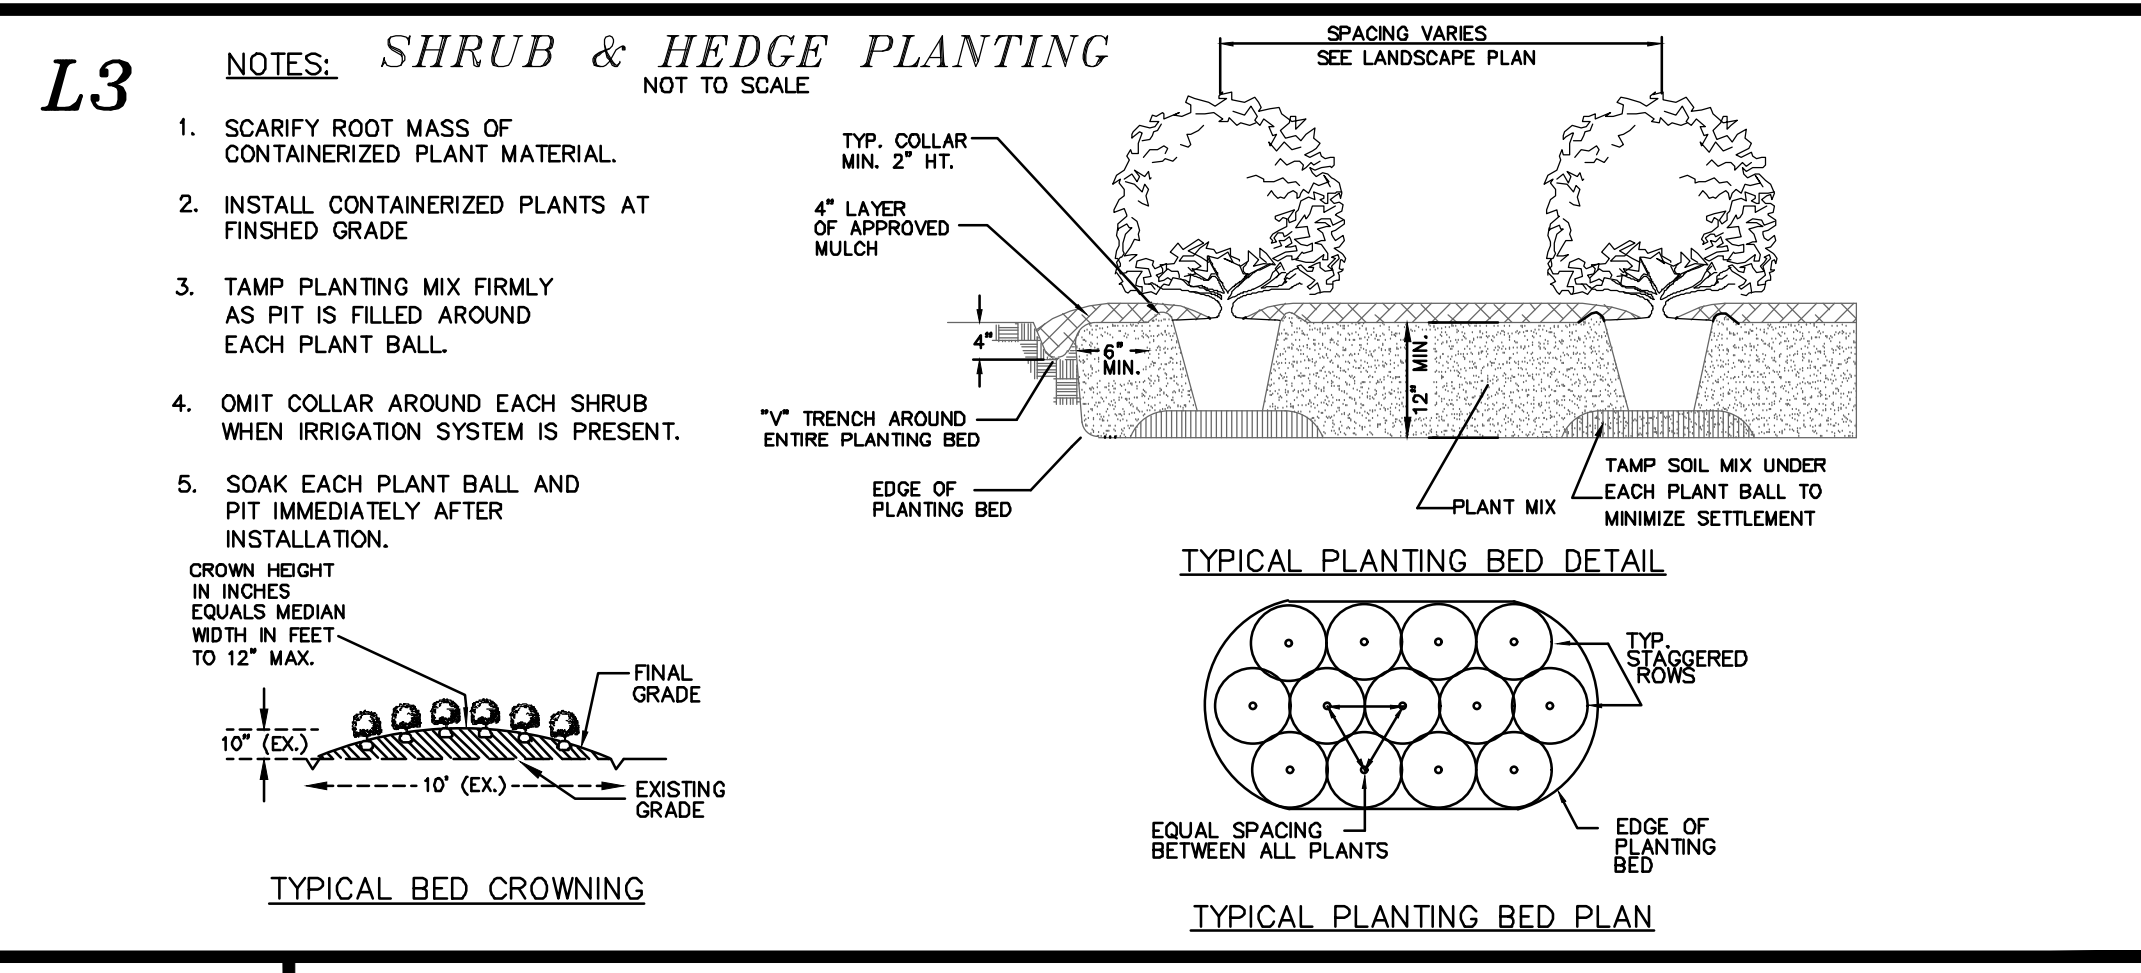 L3
NOTES:
SHRUB & HEDGE PLANTING
NOT TO SCALE
1. SCARIFY ROOT MASS OF
CONTAINERIZED PLANT MATERIAL.
2. INSTALL CONTAINERIZED PLANTS AT
FINSHED GRADE
3. TAMP PLANTING MIX FIRMLY
AS PIT IS FILLED AROUND
EACH PLANT BALL.
4. OMIT COLLAR AROUND EACH SHRUB
WHEN IRRIGATION SYSTEM IS PRESENT.
5. SOAK EACH PLANT BALL AND
PIT IMMEDIATELY AFTER
INSTALLATION.
CROWN HEIGHT
IN INCHES
EQUALS MEDIAN
WIDTH IN FEET
TO 12" MAX.
FINAL
GRADE
10" (EX.)
10' (EX.)
EXISTING
GRADE
TYPICAL BED CROWNING
SPACING VARIES
SEE LANDSCAPE PLAN
TYP. COLLAR
MIN. 2" HT.
4" LAYER
OF APPROVED
MULCH
4"
6"
MIN.
12" MIN.
"V" TRENCH AROUND
ENTIRE PLANTING BED
EDGE OF
PLANTING BED
PLANT MIX
TAMP SOIL MIX UNDER
EACH PLANT BALL TO
MINIMIZE SETTLEMENT
TYPICAL PLANTING BED DETAIL
TYP.
STAGGERED
ROWS
EQUAL SPACING
BETWEEN ALL PLANTS
EDGE OF
PLANTING
BED
TYPICAL PLANTING BED PLAN